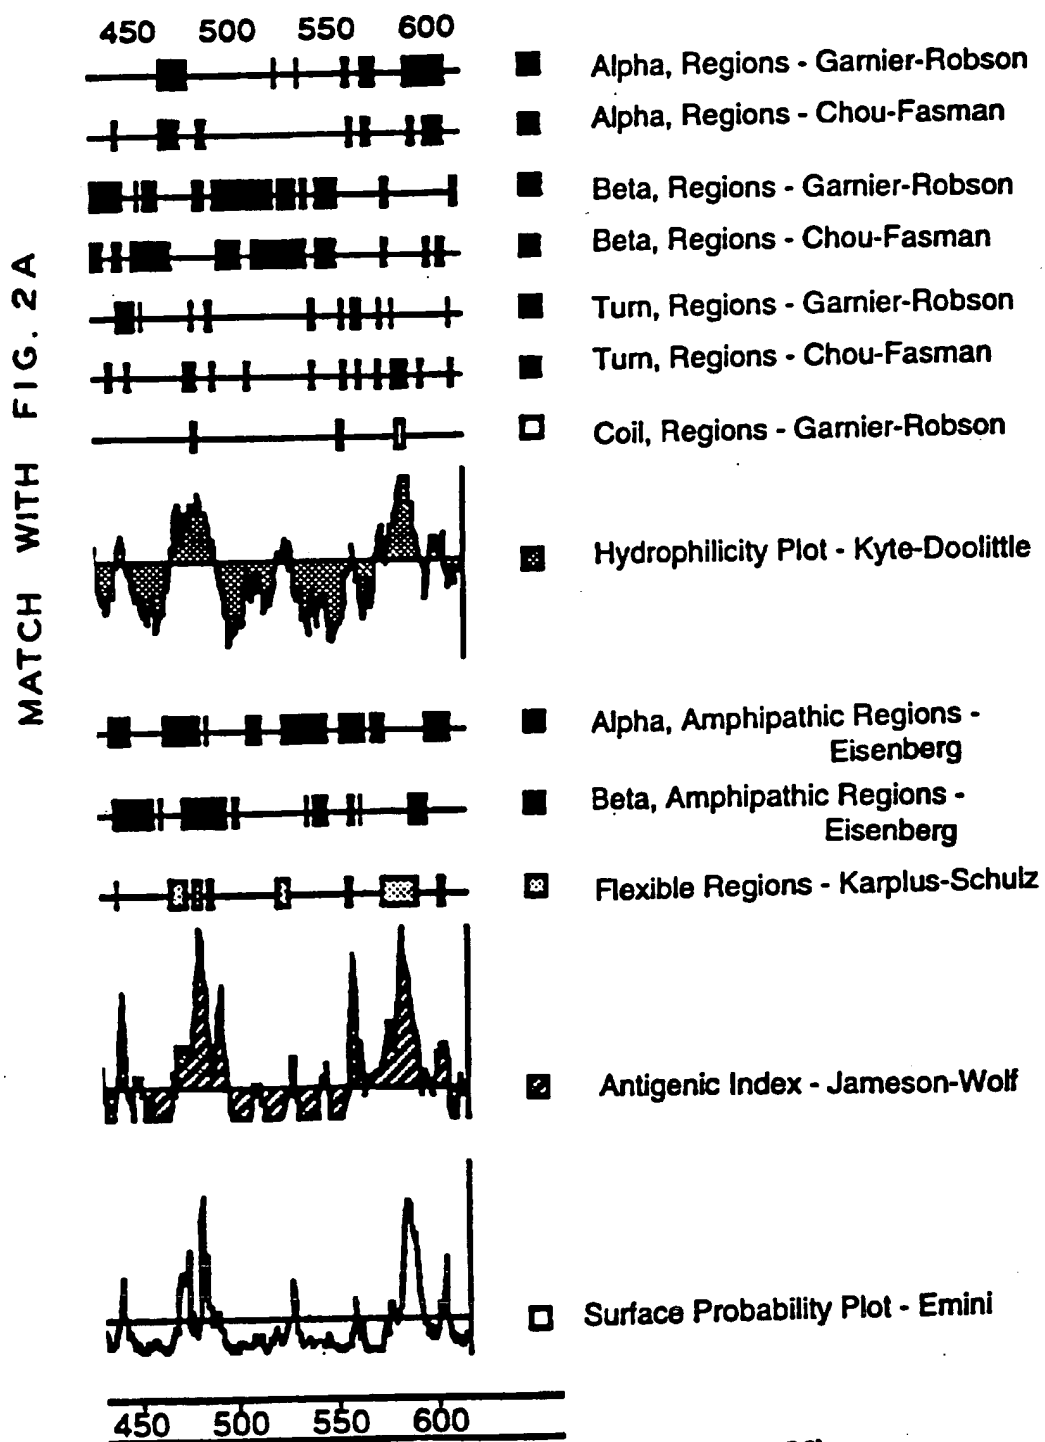 450 500 550 600
Alpha, Regions - Garnier-Robson
Alpha, Regions - Chou-Fasman
Beta, Regions - Garnier-Robson
Beta, Regions - Chou-Fasman
Turn, Regions - Garnier-Robson
Turn, Regions - Chou-Fasman
Coil, Regions - Garnier-Robson
MATCH WITH FIG. 2A
Hydrophilicity Plot - Kyte-Doolittle
Alpha, Amphipathic Regions -
Eisenberg
Beta, Amphipathic Regions -
Eisenberg
Flexible Regions - Karplus-Schulz
Antigenic Index - Jameson-Wolf
Surface Probability Plot - Emini
450 500 550 600